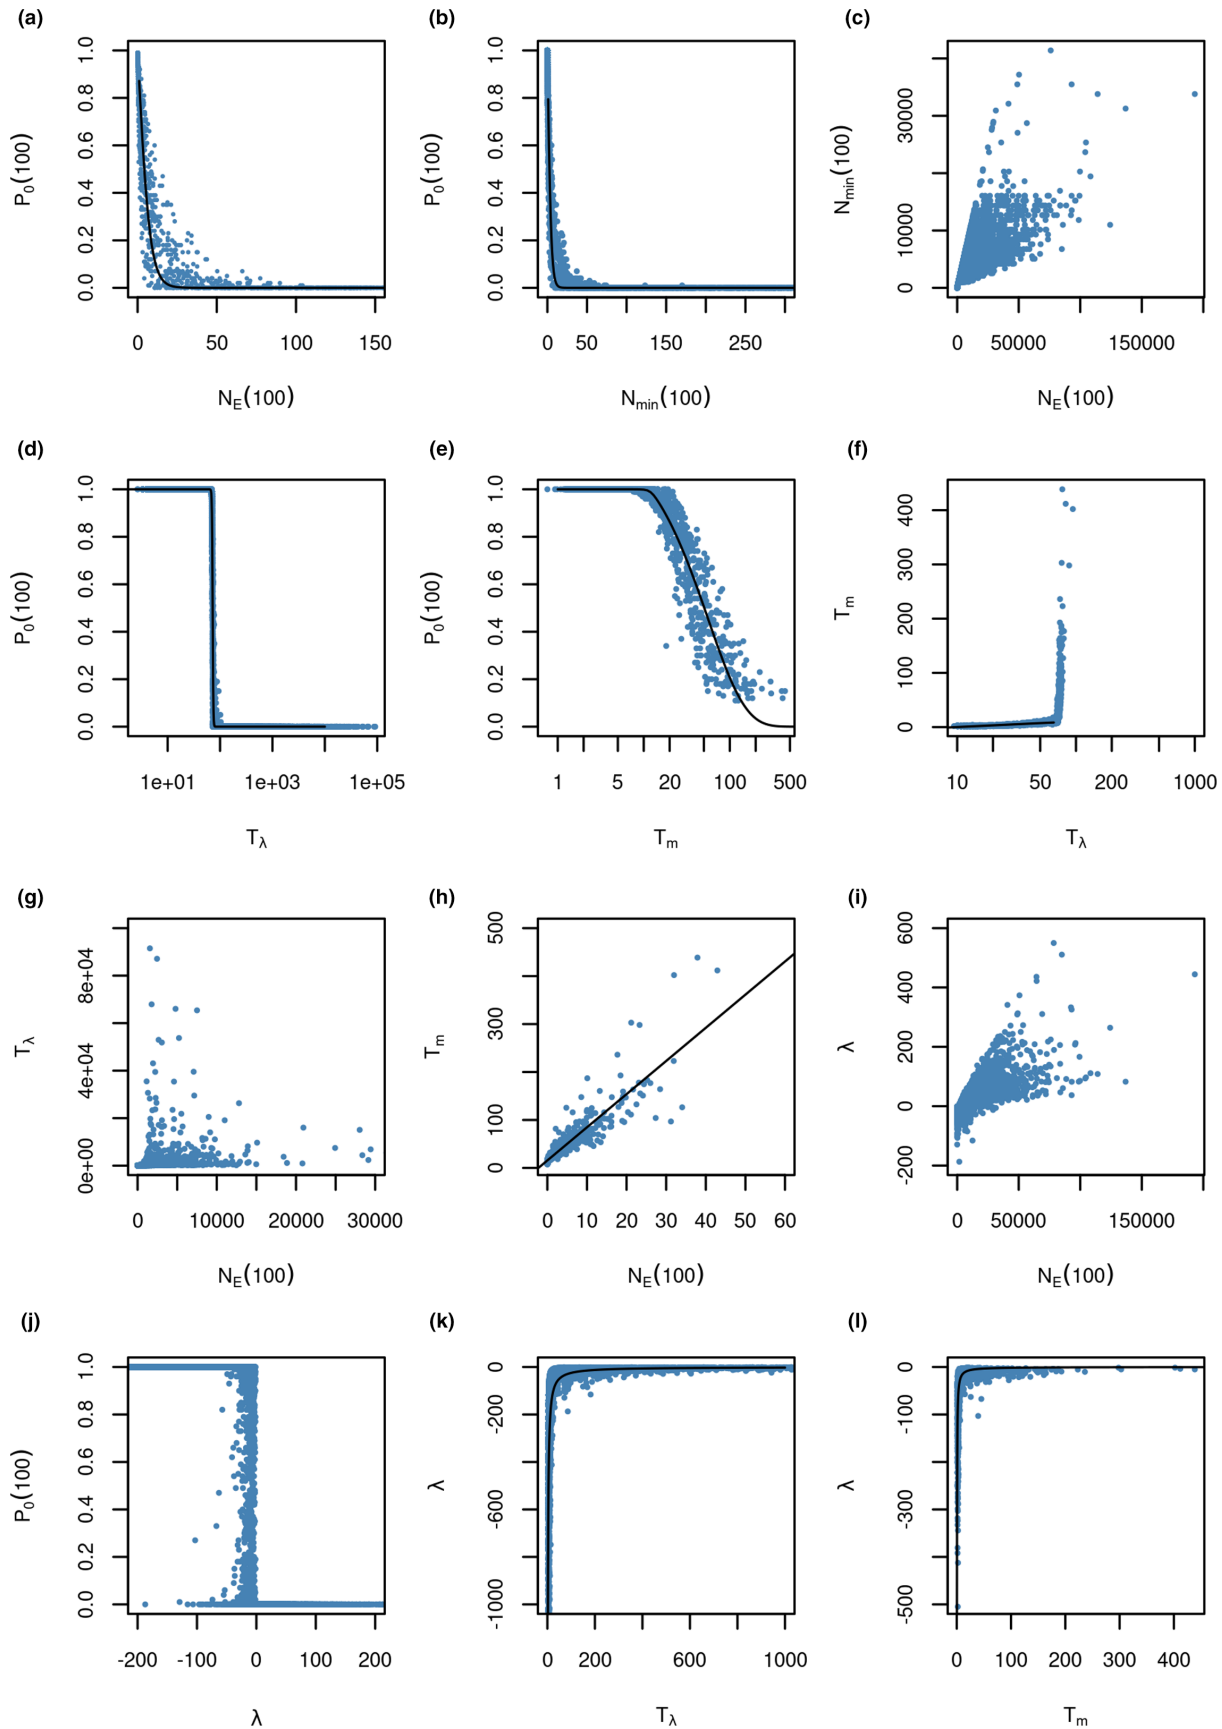 (a) (b) (c)
P0(100) 0.0 0.2 0.4 0.6 0.8 1.0
0 50 100 150
NE(100)
P0(100) 0.0 0.2 0.4 0.6 0.8 1.0
0 50 150 250
Nmin(100)
Nmin(100) 0 10000 30000
0 50000 150000
NE(100)
(d) (e) (f)
P0(100) 0.0 0.2 0.4 0.6 0.8 1.0
1e+01 1e+03 1e+05
Tλ
P0(100) 0.0 0.2 0.4 0.6 0.8 1.0
1 5 20 100 500
Tm
Tm 0 100 200 300 400
10 50 200 1000
Tλ
(g) (h) (i)
Tλ 0e+00 4e+04 8e+04
0 10000 20000 30000
NE(100)
Tm 0 100 300 500
0 10 20 30 40 50 60
NE(100)
λ -200 0 200 400 600
0 50000 150000
NE(100)
(j) (k) (l)
P0(100) 0.0 0.2 0.4 0.6 0.8 1.0
-200 -100 0 100 200
λ
λ -1000 -600 -200 0
0 200 600 1000
Tλ
λ -500 -300 -100 0
0 100 200 300 400
Tm